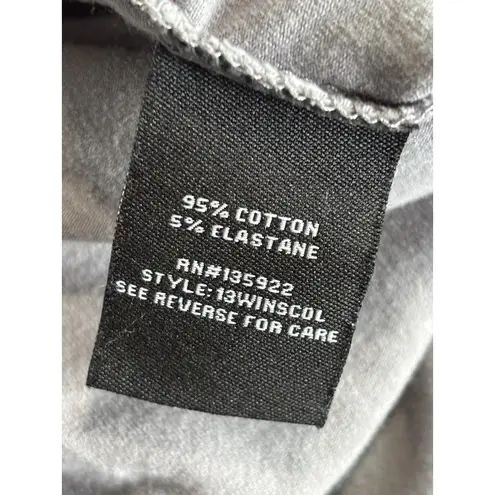 95% COTTON
5% ELASTANE
RN#135922
STYLE:13WINSCOL
SEE REVERSE FOR CARE